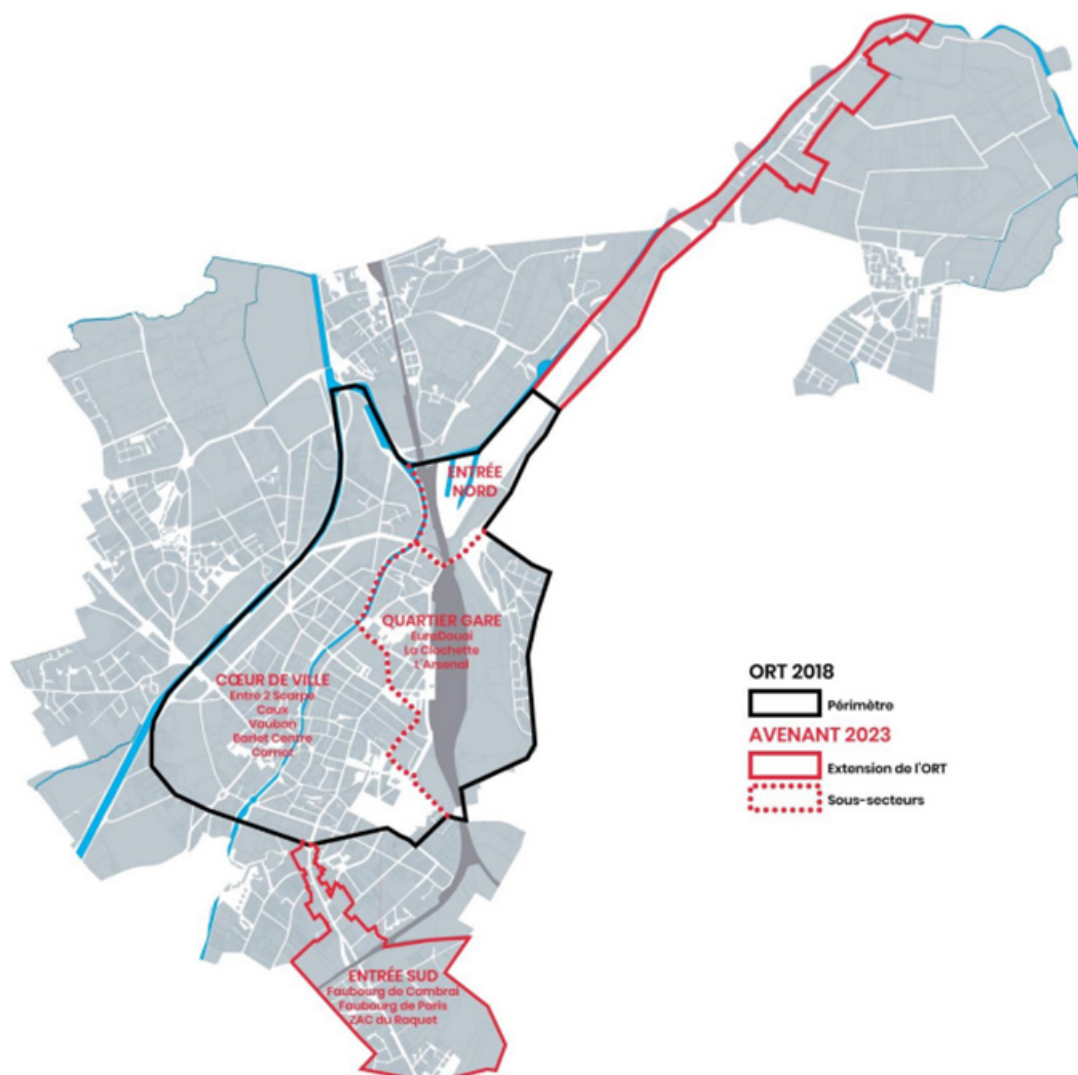 ENTRÉE
NORD
QUARTIER GARE
EuroDouai
La Clochette
L'Arsenal
CŒUR DE VILLE
Entre 2 Scarpe
Caux
Vauban
Barlet Centre
Carnot
ORT 2018
Périmètre
AVENANT 2023
Extension de l'ORT
Sous-secteurs
ENTRÉE SUD
Faubourg de Cambrai
Faubourg de Paris
ZAC du Raquet